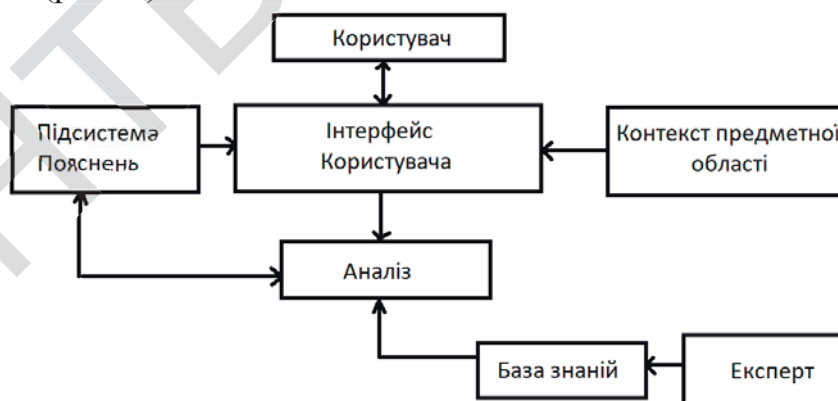 Користувач
Підсистема
Пояснень
Інтерфейс
Користувача
Контекст предметної
області
Аналіз
База знаній
Експерт